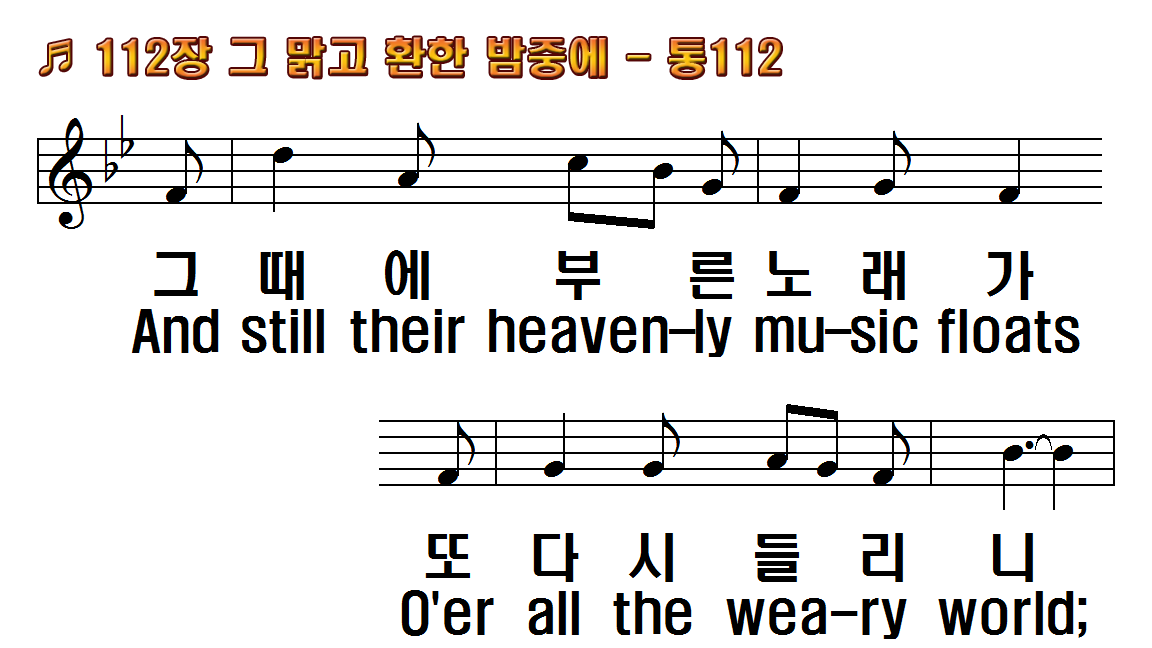 ♬ 112장 그 맑고 환한 밤중에 - 통112
그 때 에 부 른 노 래 가
And still their heaven-ly mu-sic floats
또 다 시 들 리 니
O'er all the wea-ry world;